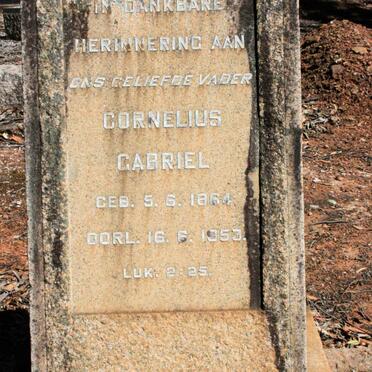 IN DANKBARE
HERINNERING AAN
ONS GELIEFDE VADER
CORNELIUS
GABRIEL
GEB. 5. 6. 1864.
OORL. 16. 6. 1953.
LUK. 2: 25.